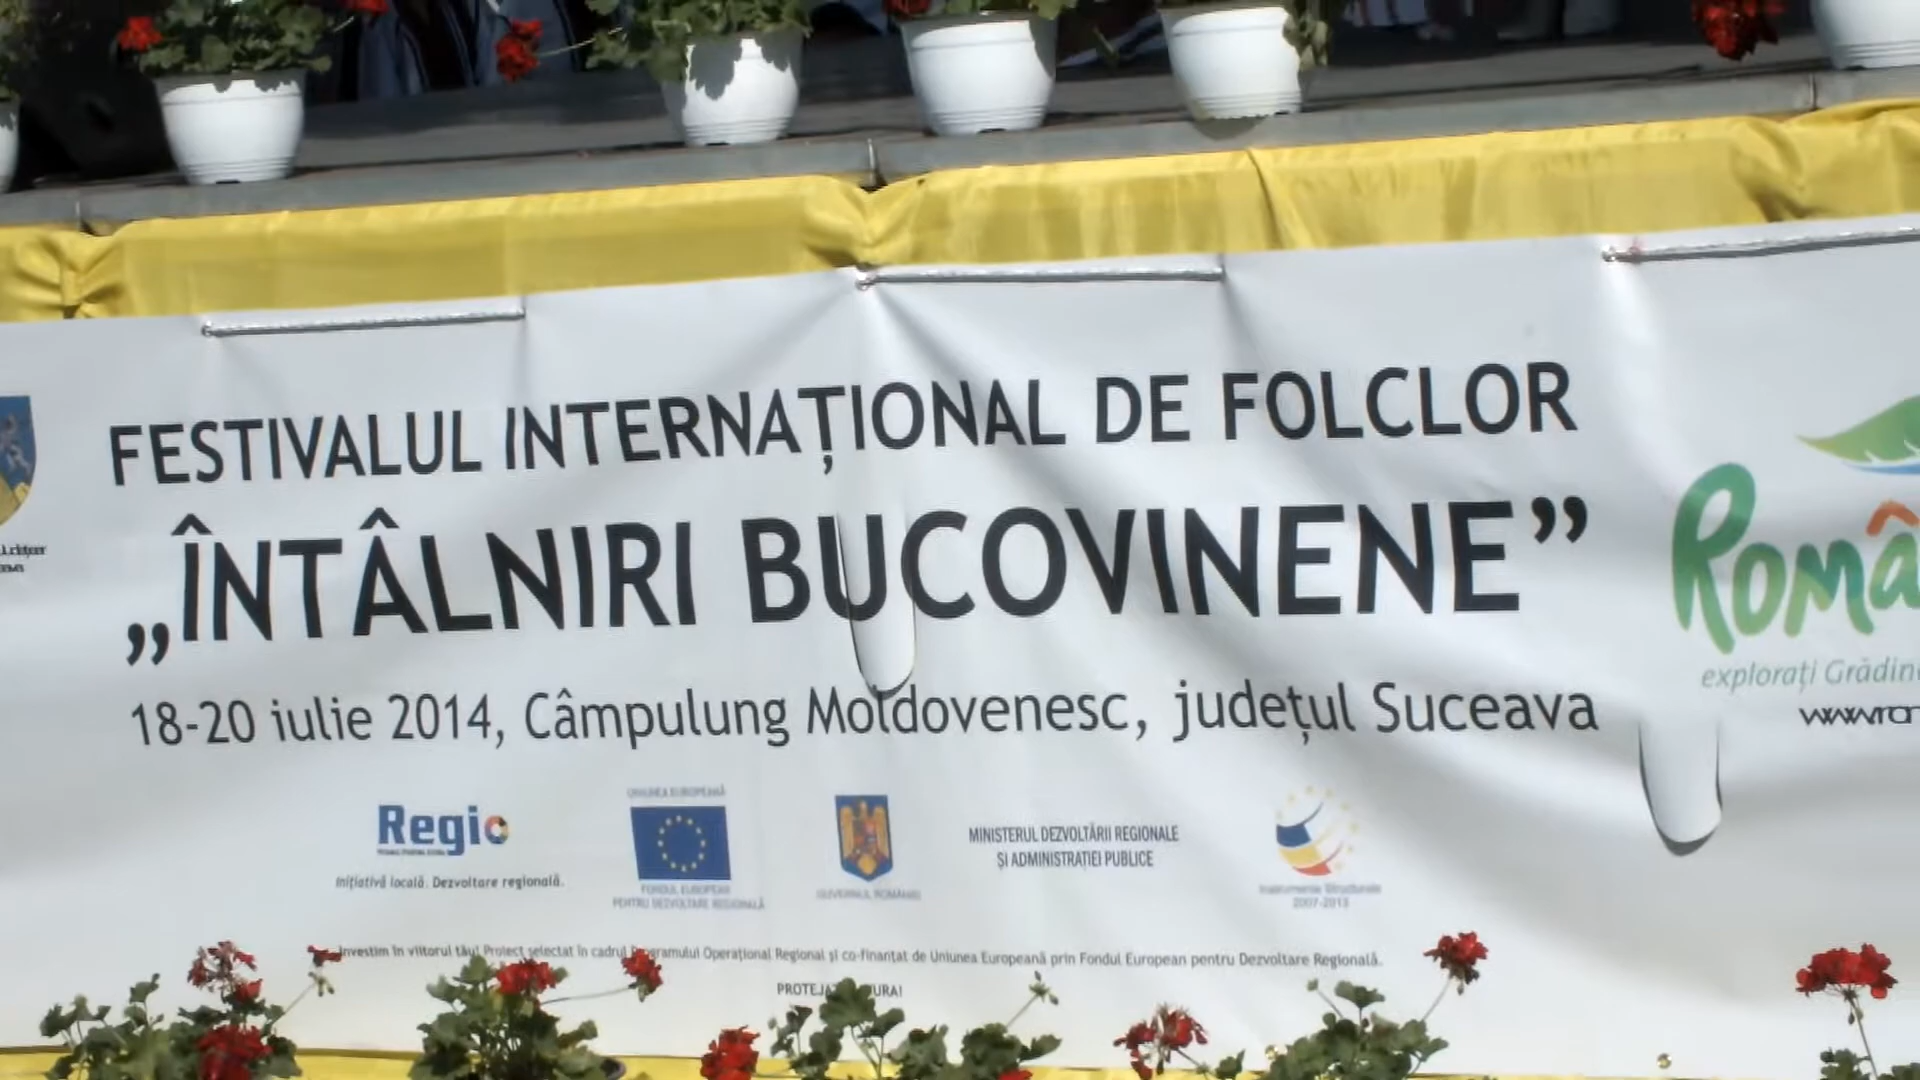 FESTIVALUL INTERNAȚIONAL DE FOLCLOR
„ÎNTÂLNIRI BUCOVINENE”
18-20 iulie 2014, Câmpulung Moldovenesc, județul Suceava
Româ
explorați Grădin
Regio
Inițiativă locală. Dezvoltare regională.
UNIUNEA EUROPEANĂ
FONDUL EUROPEAN
PENTRU DEZVOLTARE REGIONALĂ
GUVERNUL ROMÂNIEI
MINISTERUL DEZVOLTĂRII REGIONALE
ȘI ADMINISTRAȚIEI PUBLICE
Instrumente Structurale
2007-2013
Investim în viitorul tău! Proiect selectat în cadrul Programului Operațional Regional și co-finanțat de Uniunea Europeană prin Fondul European pentru Dezvoltare Regională.